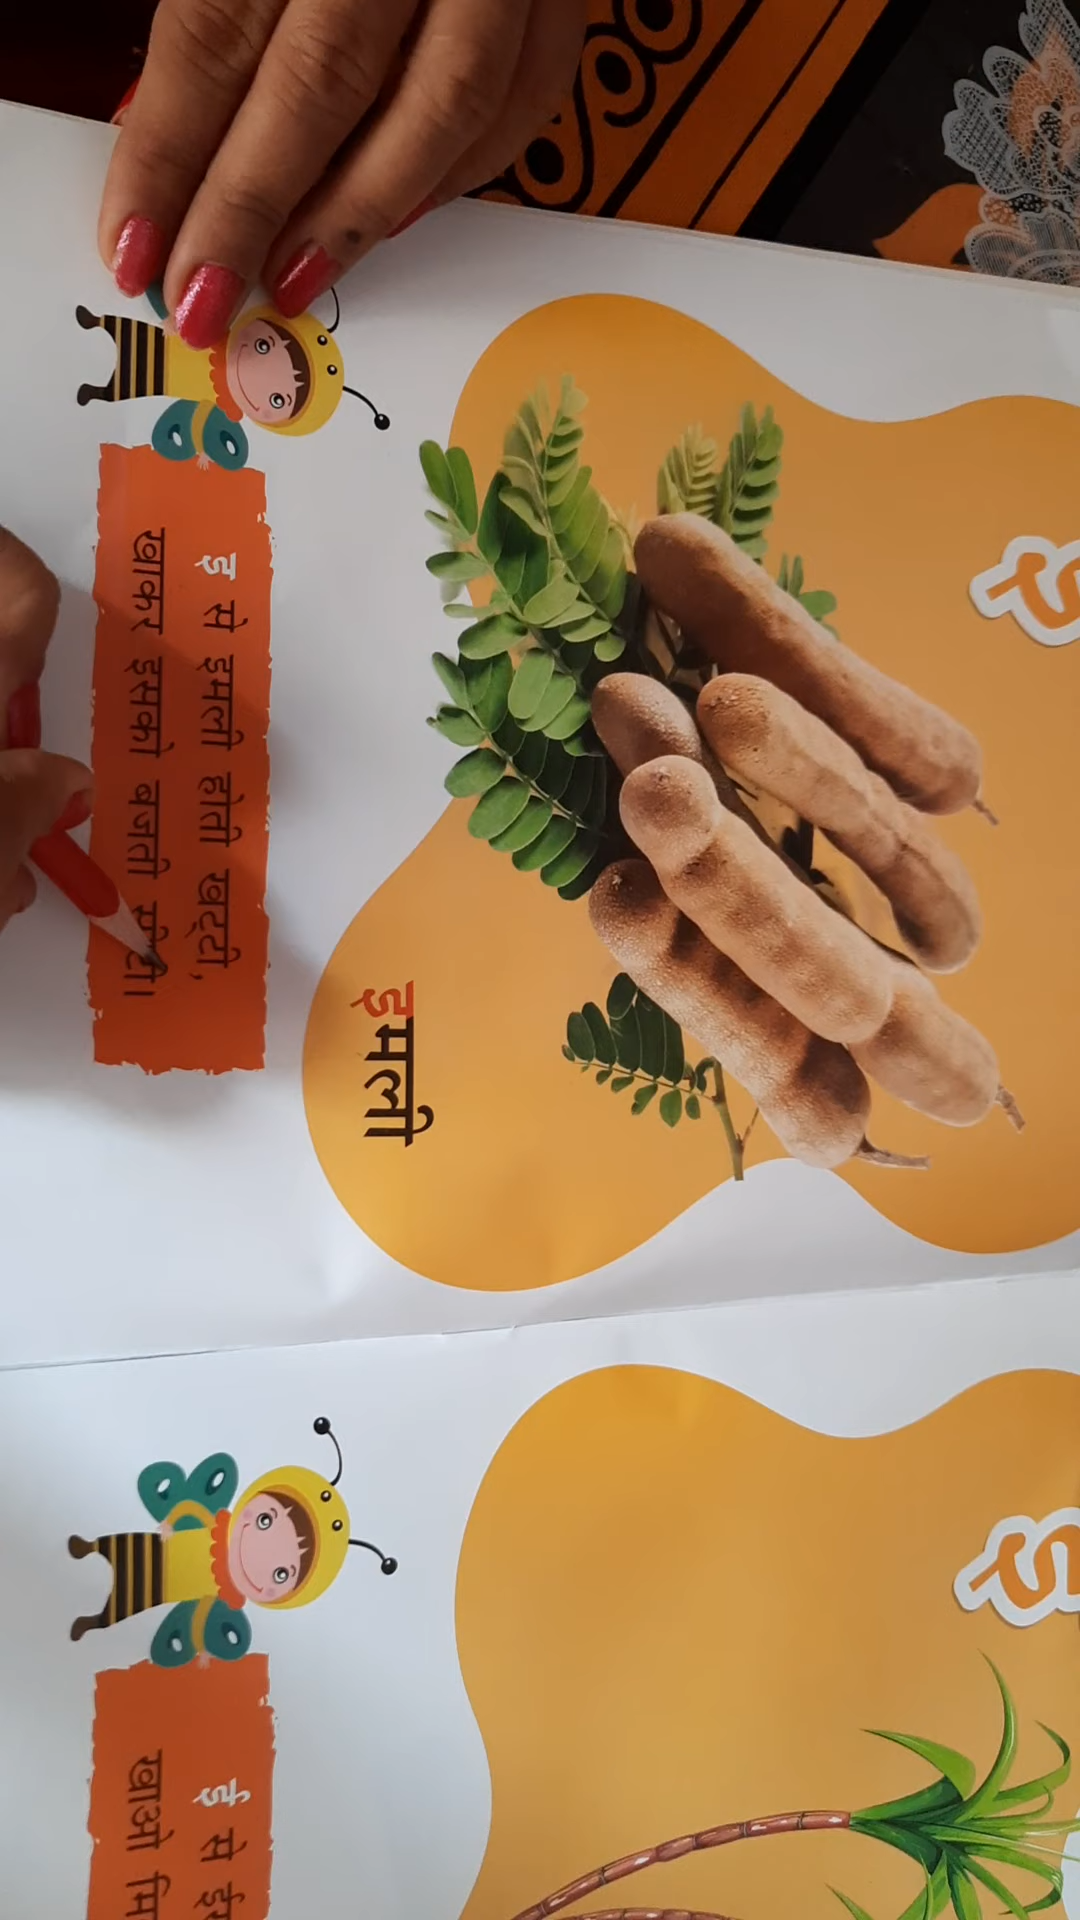 इ
इमली
इ से इमली होती खट्टी,
खाकर इसको बजती सीटी।
ई
ई से
खाओ